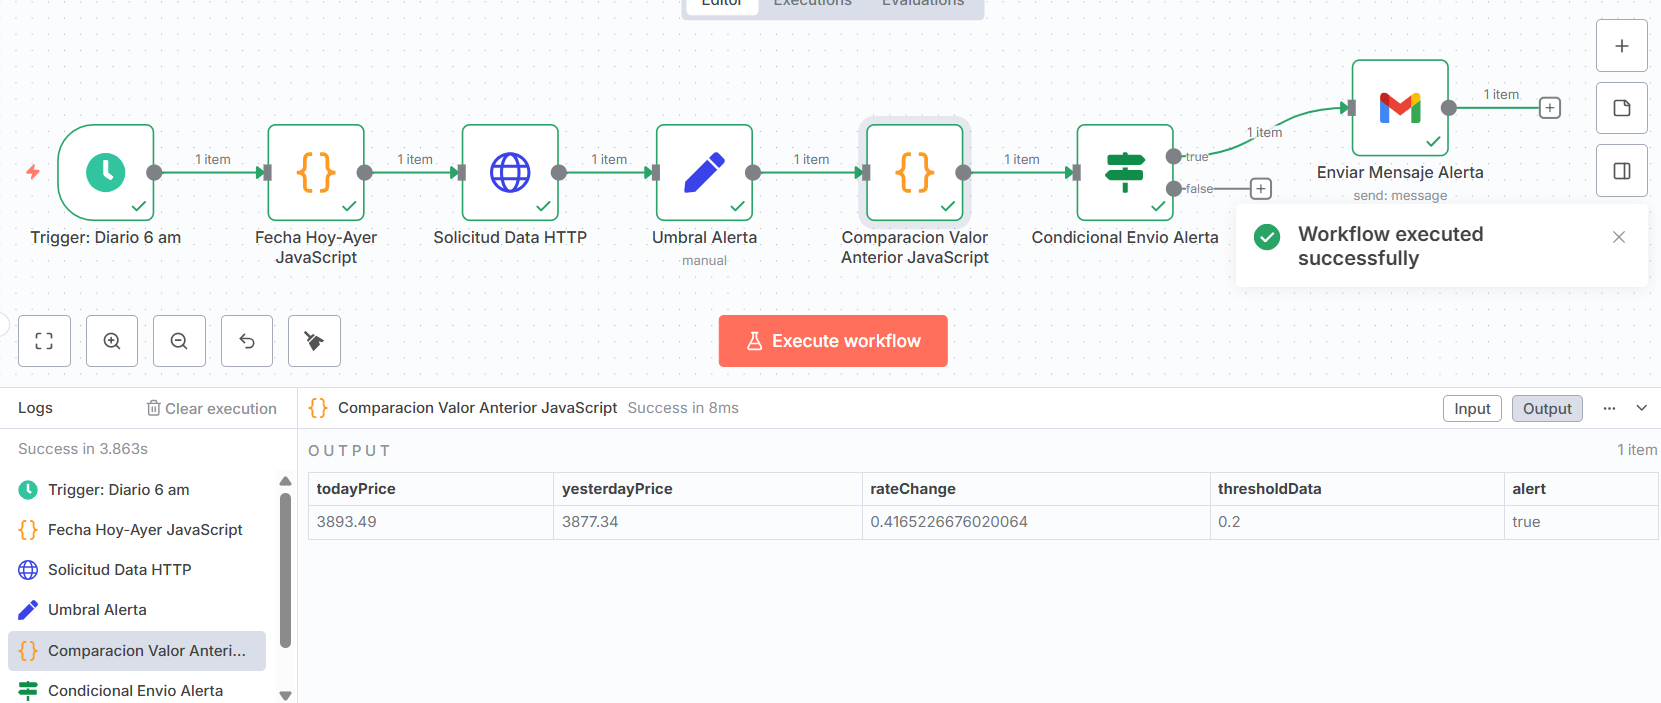 Editor Executions Evaluations
1 item
1 item
1 item
1 item
1 item
1 item
1 item
true
false
Trigger: Diario 6 am
Fecha Hoy-Ayer
JavaScript
Solicitud Data HTTP
Umbral Alerta
manual
Comparacion Valor
Anterior JavaScript
Condicional Envio Alerta
Enviar Mensaje Alerta
send: message
Workflow executed
successfully
Execute workflow
Logs
Clear execution
Success in 3.863s
Trigger: Diario 6 am
Fecha Hoy-Ayer JavaScript
Solicitud Data HTTP
Umbral Alerta
Comparacion Valor Anteri...
Condicional Envio Alerta
Comparacion Valor Anterior JavaScript Success in 8ms
Input Output
OUTPUT
1 item
todayPrice yesterdayPrice rateChange thresholdData alert
3893.49 3877.34 0.4165226676020064 0.2 true